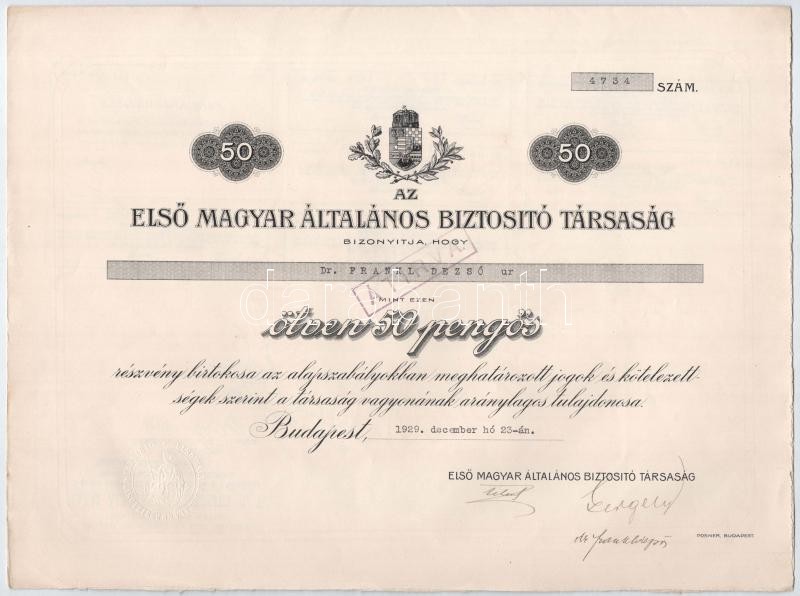 4734 SZÁM.
50 50
AZ
ELSŐ MAGYAR ÁLTALÁNOS BIZTOSITÓ TÁRSASÁG
BIZONYITJA, HOGY
Dr. FRANKL DEZSŐ ur
MINT EZEN
ötven 50 pengős
részvény birtokosa az alapszabályokban meghatározott jogok és kötelezett-
ségek szerint a társaság vagyonának aránylagos tulajdonosa.
Budapest, 1929. december hó 23-án.
ELSŐ MAGYAR ÁLTALÁNOS BIZTOSITÓ TÁRSASÁG
POSNER, BUDAPEST.